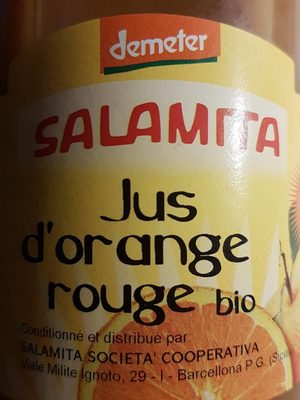 demeter
SALAMITA
Jus
d'orange
rouge bio
Conditionné et distribué par:
SALAMITA SOCIETA' COOPERATIVA
Viale Milite Ignoto, 29 - I - Barcellona P.G.